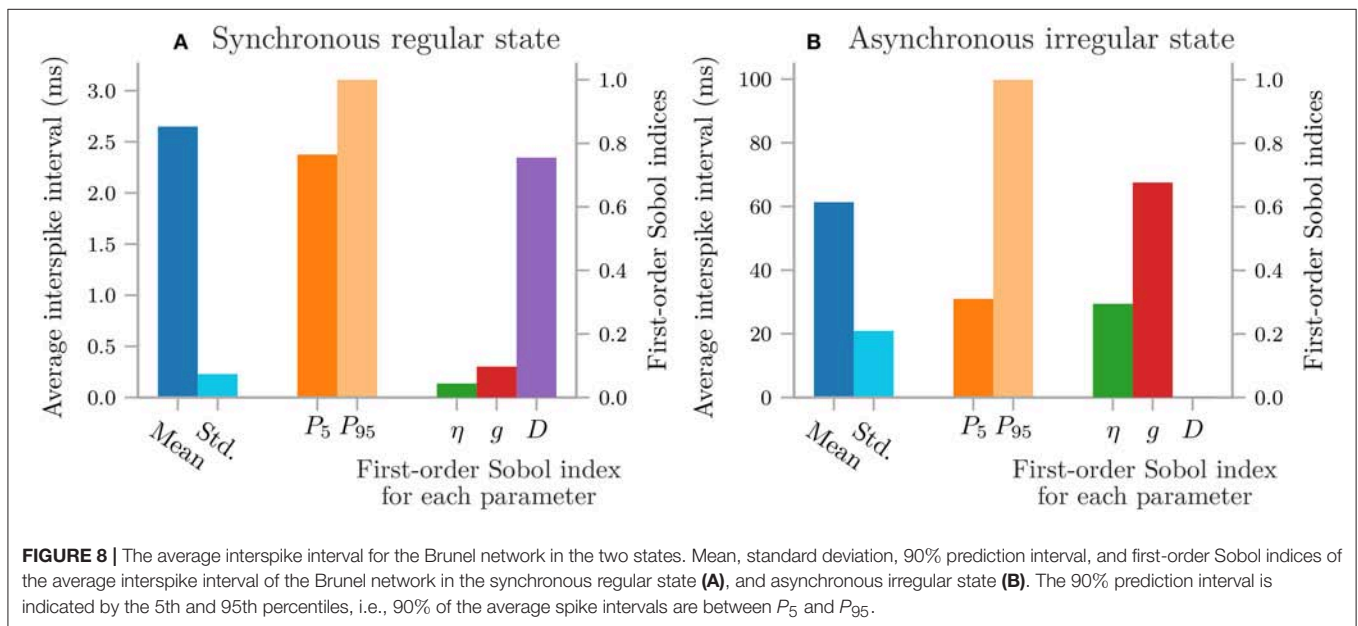 A Synchronous regular state
Average interspike interval (ms)
3.0
2.5
2.0
1.5
1.0
0.5
0.0
1.0
0.8
0.6
0.4
0.2
0.0
First-order Sobol indices
Mean
Std.
P5 P95
η g D
First-order Sobol index
for each parameter
B Asynchronous irregular state
Average interspike interval (ms)
100
80
60
40
20
0
1.0
0.8
0.6
0.4
0.2
0.0
First-order Sobol indices
Mean
Std.
P5 P95
η g D
First-order Sobol index
for each parameter
FIGURE 8 | The average interspike interval for the Brunel network in the two states. Mean, standard deviation, 90% prediction interval, and first-order Sobol indices of
the average interspike interval of the Brunel network in the synchronous regular state (A), and asynchronous irregular state (B). The 90% prediction interval is
indicated by the 5th and 95th percentiles, i.e., 90% of the average spike intervals are between P5 and P95.